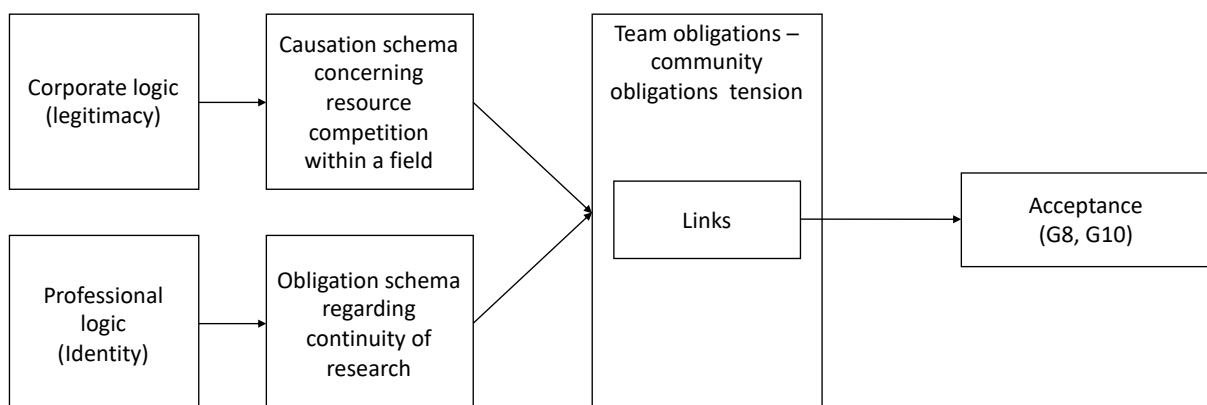 Corporate logic
(legitimacy)
Causation schema
concerning
resource
competition
within a field
Team obligations –
community
obligations tension
Links
Acceptance
(G8, G10)
Professional
logic
(Identity)
Obligation schema
regarding
continuity of
research